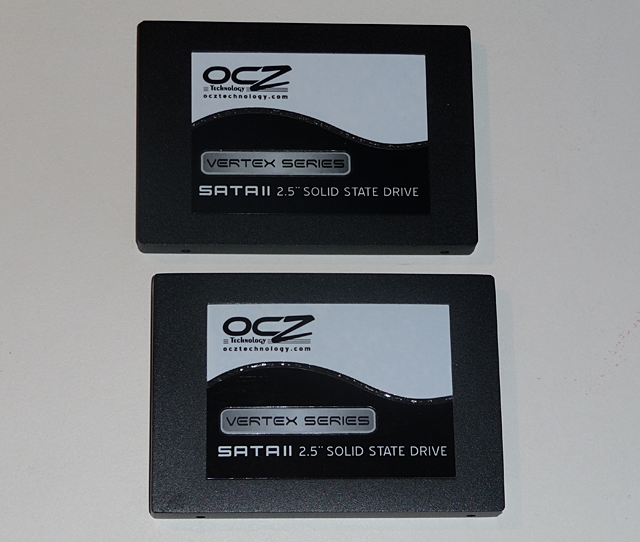 OCZ
Technology
ocztechnology.com
VERTEX SERIES
SATAII 2.5" SOLID STATE DRIVE
OCZ
Technology
ocztechnology.com
VERTEX SERIES
SATAII 2.5" SOLID STATE DRIVE